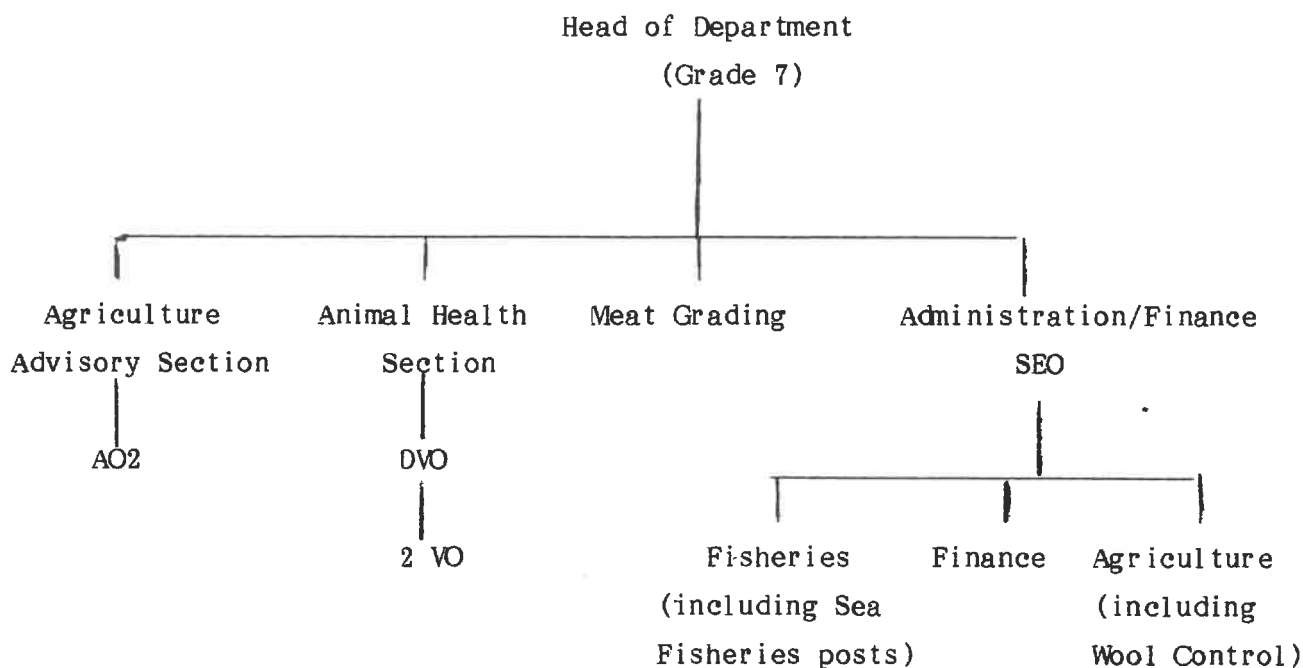 Head of Department
(Grade 7)
Agriculture
Advisory Section
Animal Health
Section
Meat Grading
Administration/Finance
SEO
AO2
DVO
2 VO
Fisheries
(including Sea
Fisheries posts)
Finance
Agriculture
(including
Wool Control)